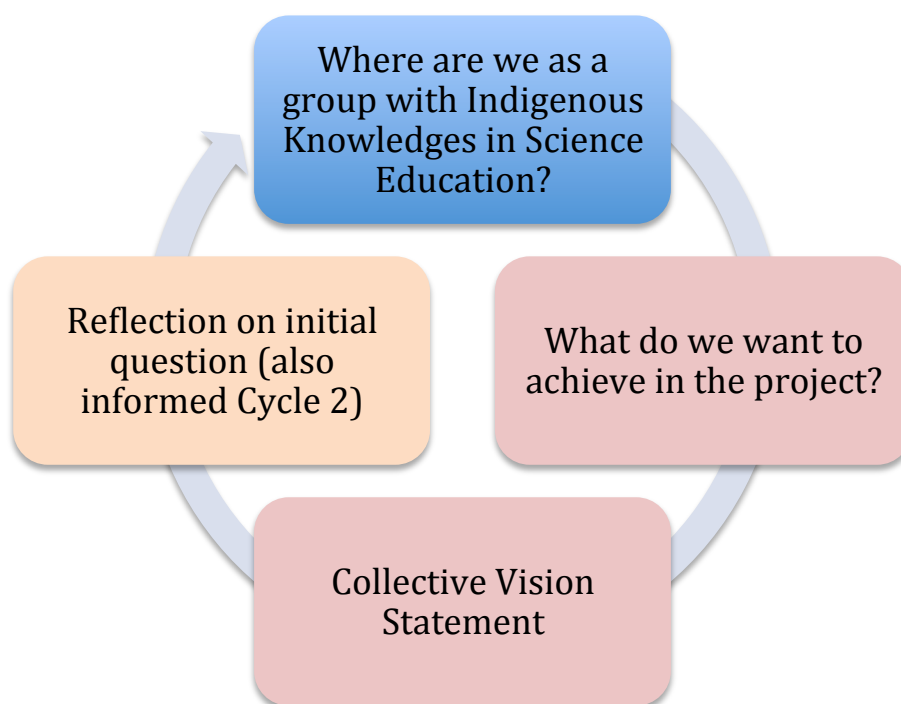 Where are we as a
group with Indigenous
Knowledges in Science
Education?
What do we want to
achieve in the project?
Collective Vision
Statement
Reflection on initial
question (also
informed Cycle 2)